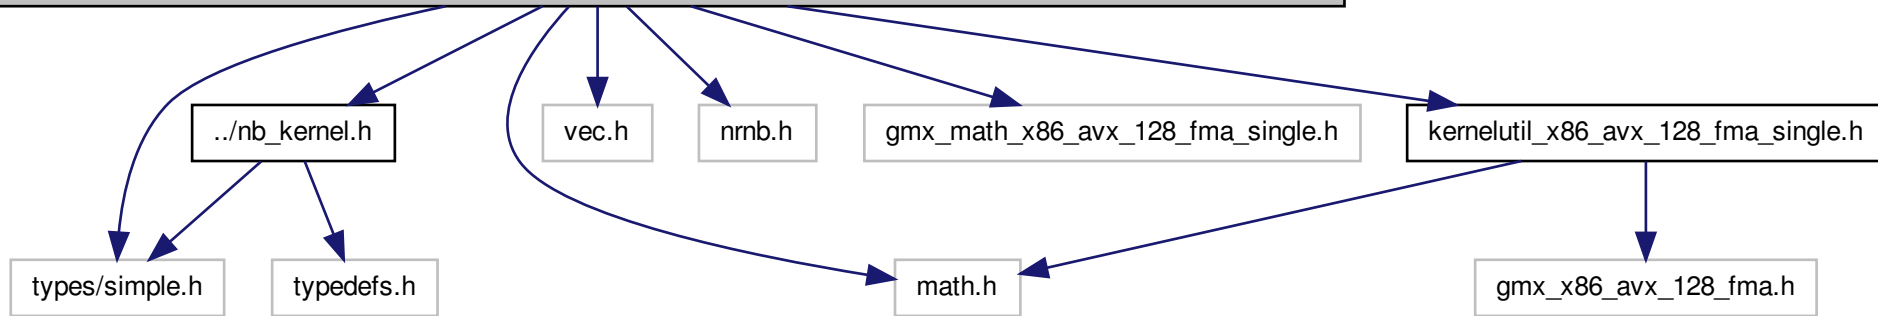 ../nb_kernel.h
vec.h
nrnb.h
gmx_math_x86_avx_128_fma_single.h
kernelutil_x86_avx_128_fma_single.h
types/simple.h
typedefs.h
math.h
gmx_x86_avx_128_fma.h